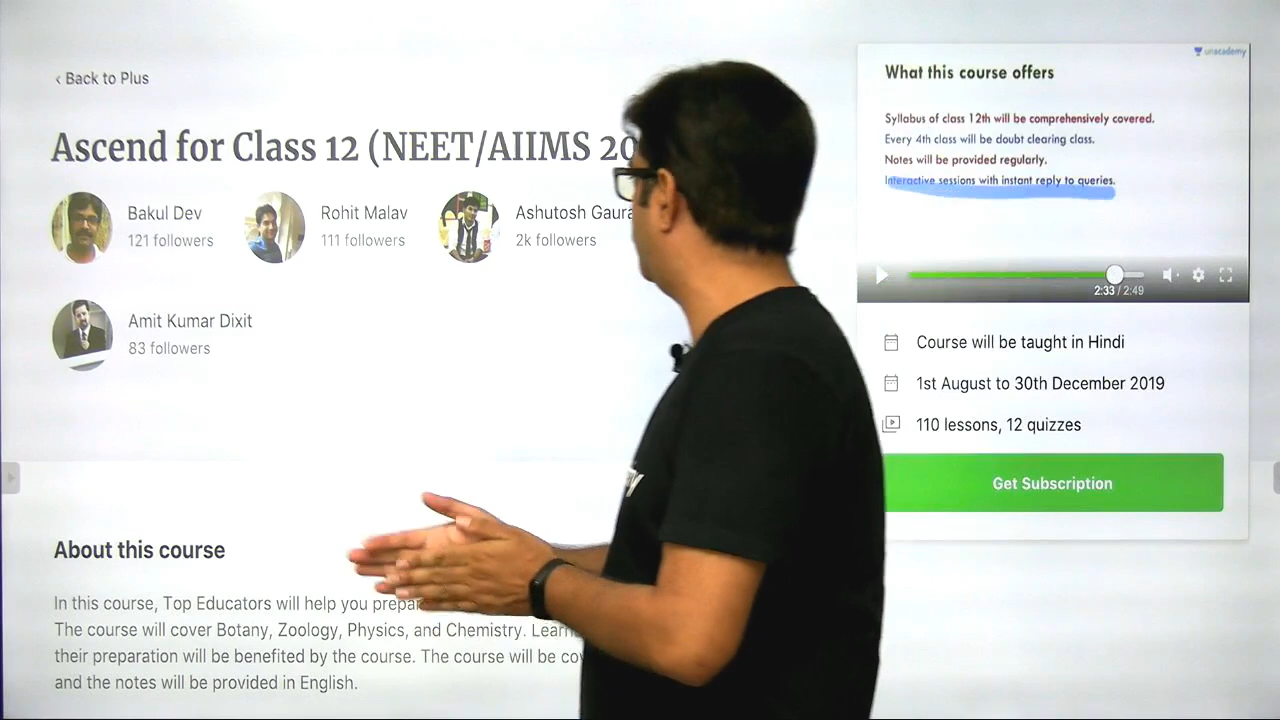 ‹ Back to Plus
Ascend for Class 12 (NEET/AIIMS 20
Bakul Dev
121 followers
Rohit Malav
111 followers
Ashutosh Gaura
2k followers
Amit Kumar Dixit
83 followers
About this course
In this course, Top Educators will help you prepar
The course will cover Botany, Zoology, Physics, and Chemistry. Learn
their preparation will be benefited by the course. The course will be cov
and the notes will be provided in English.
unacademy
What this course offers
Syllabus of class 12th will be comprehensively covered.
Every 4th class will be doubt clearing class.
Notes will be provided regularly.
Interactive sessions with instant reply to queries.
2:33 / 2:49
Course will be taught in Hindi
1st August to 30th December 2019
110 lessons, 12 quizzes
Get Subscription